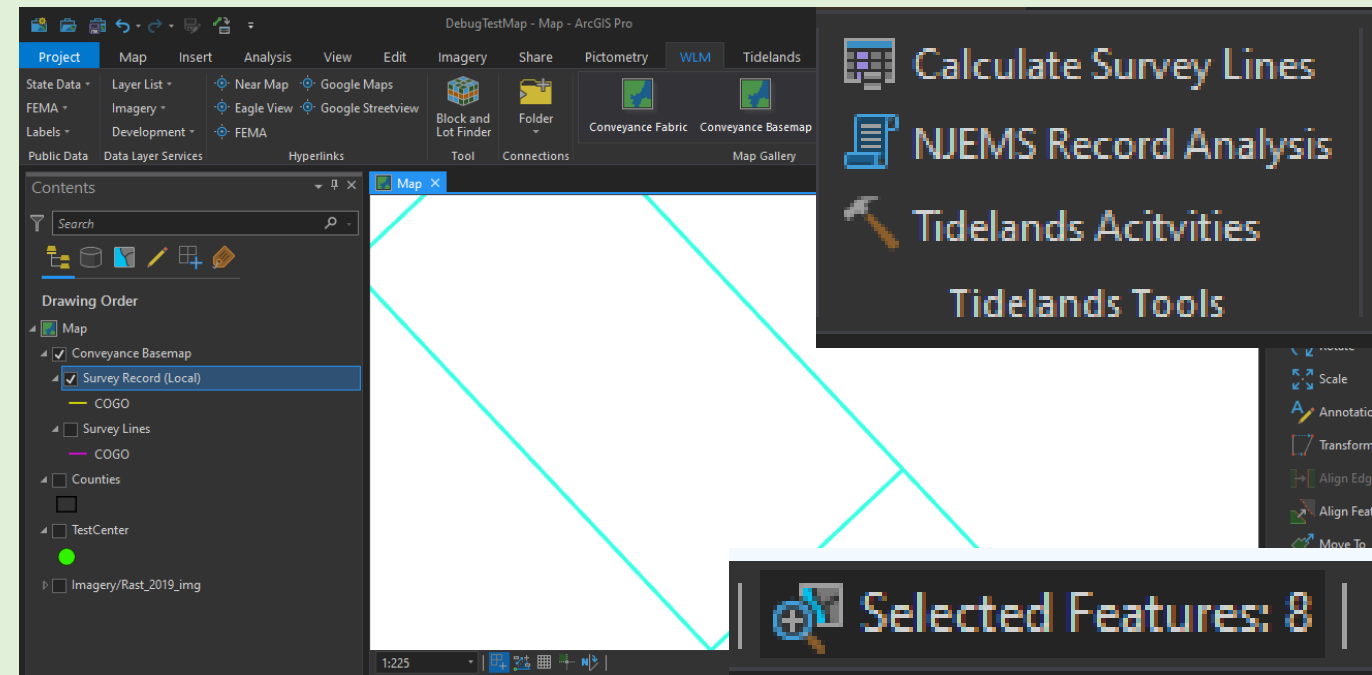 DebugTestMap - Map - ArcGIS Pro
Project Map Insert Analysis View Edit Imagery Share Pictometry WLM Tidelands
State Data Layer List Near Map Google Maps
FEMA Imagery Eagle View Google Streetview
Labels Development FEMA
Block and
Lot Finder
Folder
Conveyance Fabric Conveyance Basemap
Public Data Data Layer Services Hyperlinks Tool Connections Map Gallery
Calculate Survey Lines
NJEMS Record Analysis
Tidelands Acitvities
Tidelands Tools
Contents
Map
Search
Drawing Order
Map
Conveyance Basemap
Survey Record (Local)
COGO
Survey Lines
COGO
Counties
TestCenter
Imagery/Rast_2019_img
Scale
Annotatio
Transform
Align Edg
Align Feat
Move To
1:225
N
Selected Features: 8